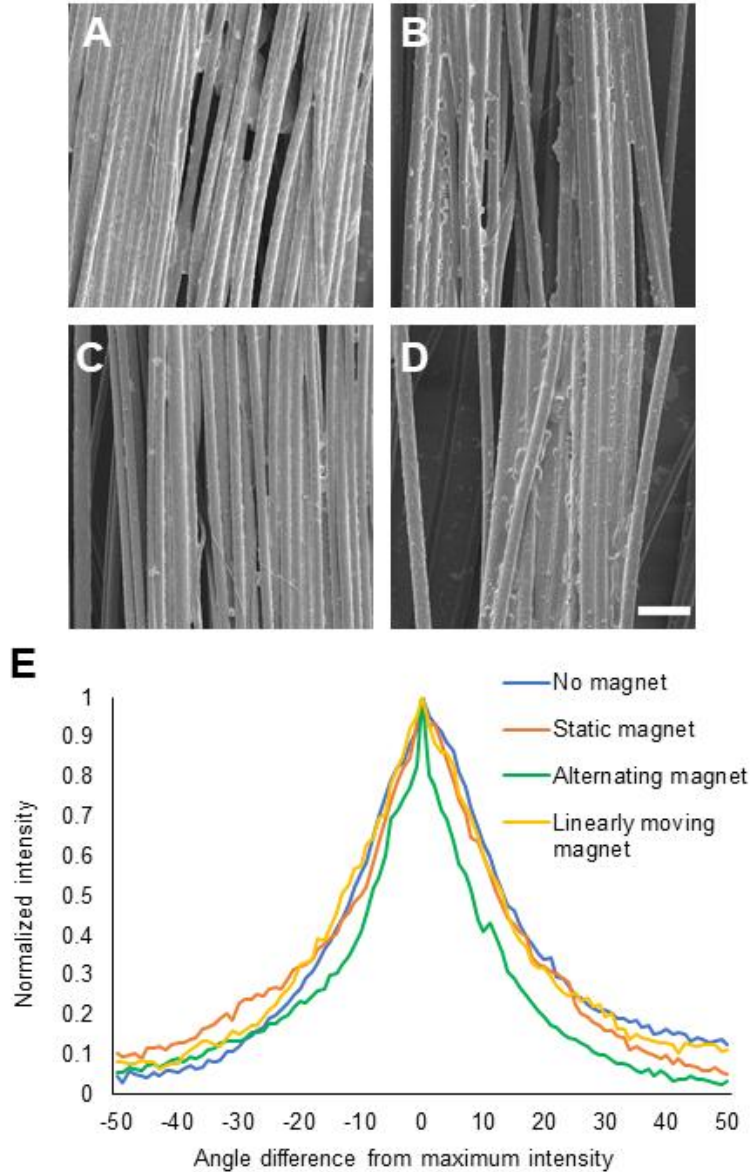 A
B
C
D
E
No magnet
Static magnet
Alternating magnet
Linearly moving
magnet
Normalized intensity
1
0.9
0.8
0.7
0.6
0.5
0.4
0.3
0.2
0.1
0
-50 -40 -30 -20 -10 0 10 20 30 40 50
Angle difference from maximum intensity